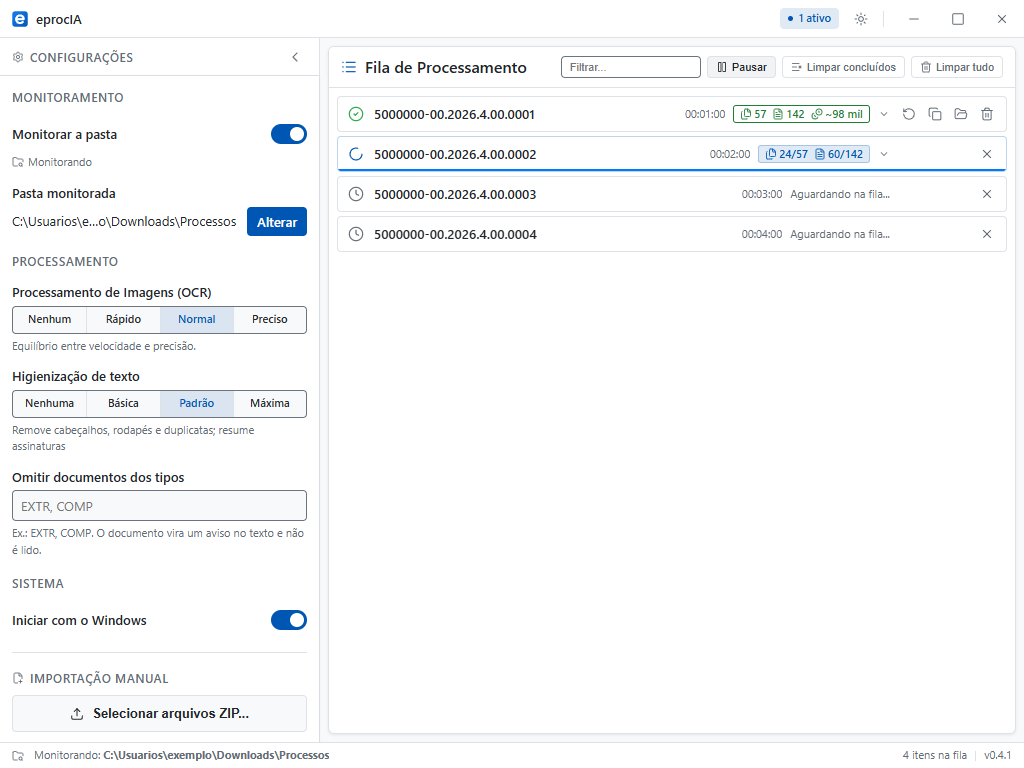 eprocIA
1 ativo
CONFIGURAÇÕES
MONITORAMENTO
Monitorar a pasta
Monitorando
Pasta monitorada
C:\Usuarios\e...o\Downloads\Processos
Alterar
PROCESSAMENTO
Processamento de Imagens (OCR)
Nenhum Rápido Normal Preciso
Equilíbrio entre velocidade e precisão.
Higienização de texto
Nenhuma Básica Padrão Máxima
Remove cabeçalhos, rodapés e duplicatas; resume
assinaturas
Omitir documentos dos tipos
EXTR, COMP
Ex.: EXTR, COMP. O documento vira um aviso no texto e não
é lido.
SISTEMA
Iniciar com o Windows
IMPORTAÇÃO MANUAL
Selecionar arquivos ZIP...
Fila de Processamento
Filtrar...
Pausar
Limpar concluídos
Limpar tudo
5000000-00.2026.4.00.0001 00:01:00 57 142 ~98 mil
5000000-00.2026.4.00.0002 00:02:00 24/57 60/142
5000000-00.2026.4.00.0003 00:03:00 Aguardando na fila...
5000000-00.2026.4.00.0004 00:04:00 Aguardando na fila...
Monitorando: C:\Usuarios\exemplo\Downloads\Processos
4 itens na fila
v0.4.1